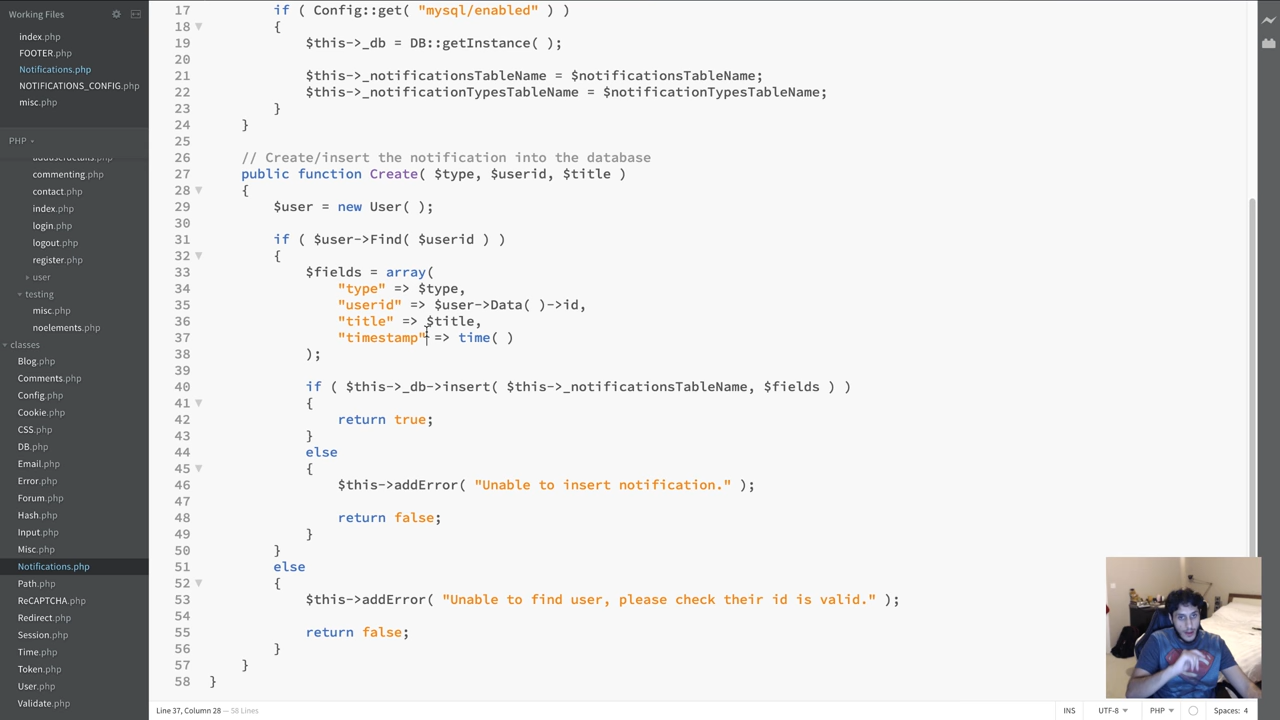 Working Files
index.php
FOOTER.php
Notifications.php
NOTIFICATIONS_CONFIG.php
misc.php
PHP
adduserdetails.php
commenting.php
contact.php
index.php
login.php
logout.php
register.php
user
testing
misc.php
noelements.php
classes
Blog.php
Comments.php
Config.php
Cookie.php
CSS.php
DB.php
Email.php
Error.php
Forum.php
Hash.php
Input.php
Misc.php
Notifications.php
Path.php
ReCAPTCHA.php
Redirect.php
Session.php
Time.php
Token.php
User.php
Validate.php
17 if ( Config::get( "mysql/enabled" ) )
18 {
19 $this->_db = DB::getInstance( );
20
21 $this->_notificationsTableName = $notificationsTableName;
22 $this->_notificationTypesTableName = $notificationTypesTableName;
23 }
24 }
25
26 // Create/insert the notification into the database
27 public function Create( $type, $userid, $title )
28 {
29 $user = new User( );
30
31 if ( $user->Find( $userid ) )
32 {
33 $fields = array(
34 "type" => $type,
35 "userid" => $user->Data( )->id,
36 "title" => $title,
37 "timestamp" => time( )
38 );
39
40 if ( $this->_db->insert( $this->_notificationsTableName, $fields ) )
41 {
42 return true;
43 }
44 else
45 {
46 $this->addError( "Unable to insert notification." );
47
48 return false;
49 }
50 }
51 else
52 {
53 $this->addError( "Unable to find user, please check their id is valid." );
54
55 return false;
56 }
57 }
58 }
Line 37, Column 28 — 58 Lines
INS
UTF-8
PHP
Spaces: 4